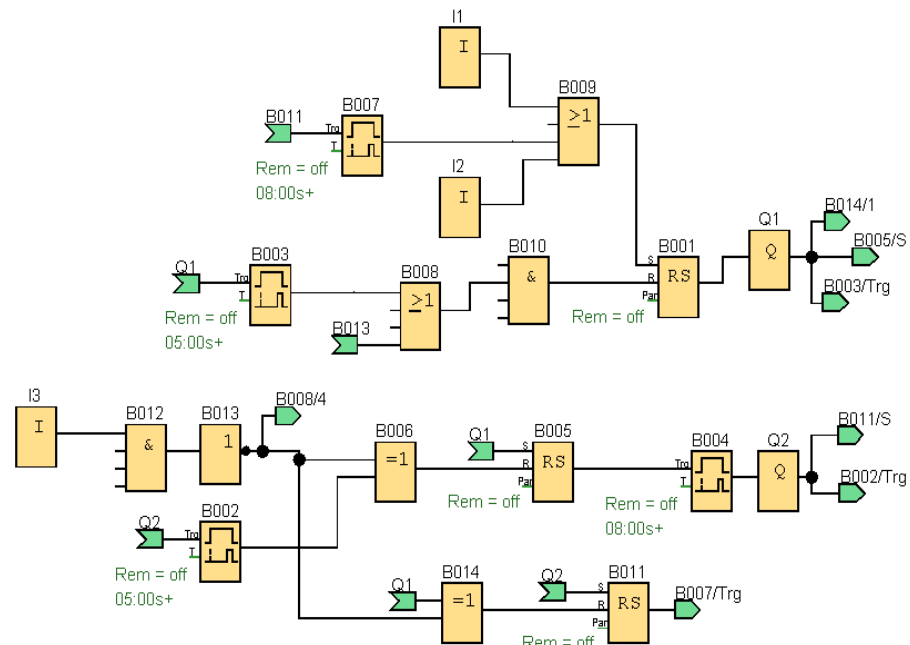 I1
I
B009
≥1
B011
B007
Trg
T
Rem = off
08:00s+
I2
I
Q1
B003
Trg
T
Rem = off
05:00s+
B008
≥1
B013
B010
&
B001
S
R
Par
RS
Rem = off
Q1
Q
B014/1
B005/S
B003/Trg
I3
I
B012
&
B013
1
B008/4
B006
=1
Q1
B005
S
R
Par
RS
Rem = off
B004
Trg
T
Rem = off
08:00s+
Q2
Q
B011/S
B002/Trg
Q2
B002
Trg
T
Rem = off
05:00s+
Q1
B014
=1
Q2
B011
S
R
Par
RS
Rem = off
B007/Trg